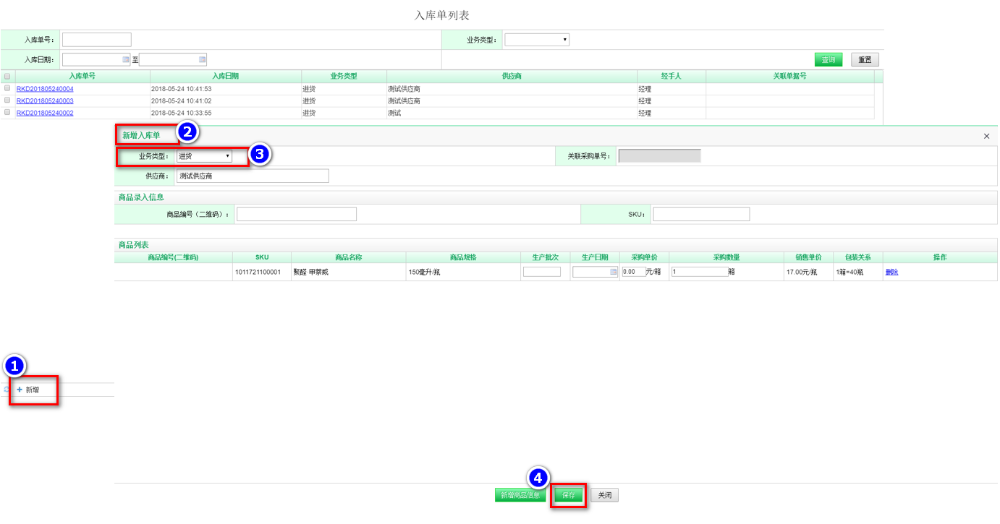 入库单列表
入库单号： 业务类型：
入库日期： 至 查询 重置
入库单号 入库日期 业务类型 供应商 经手人 关联单据号
RKD201805240004 2018-05-24 10:41:53 进货 测试供应商 经理
RKD201805240003 2018-05-24 10:41:02 进货 测试供应商 经理
RKD201805240002 2018-05-24 10:33:55 进货 测试 经理
新增入库单 2 ×
业务类型： 进货 3 关联采购单号：
供应商： 测试供应商
商品录入信息
商品编号（二维码）： SKU：
商品列表
商品编号(二维码) SKU 商品名称 商品规格 生产批次 生产日期 采购单价 采购数量 销售单价 包装关系 操作
1011721100001 聚醛·甲萘威 150毫升/瓶 0.00 元/箱 1 箱 17.00元/瓶 1箱=40瓶 删除
1
新增
4
新增商品信息 保存 关闭